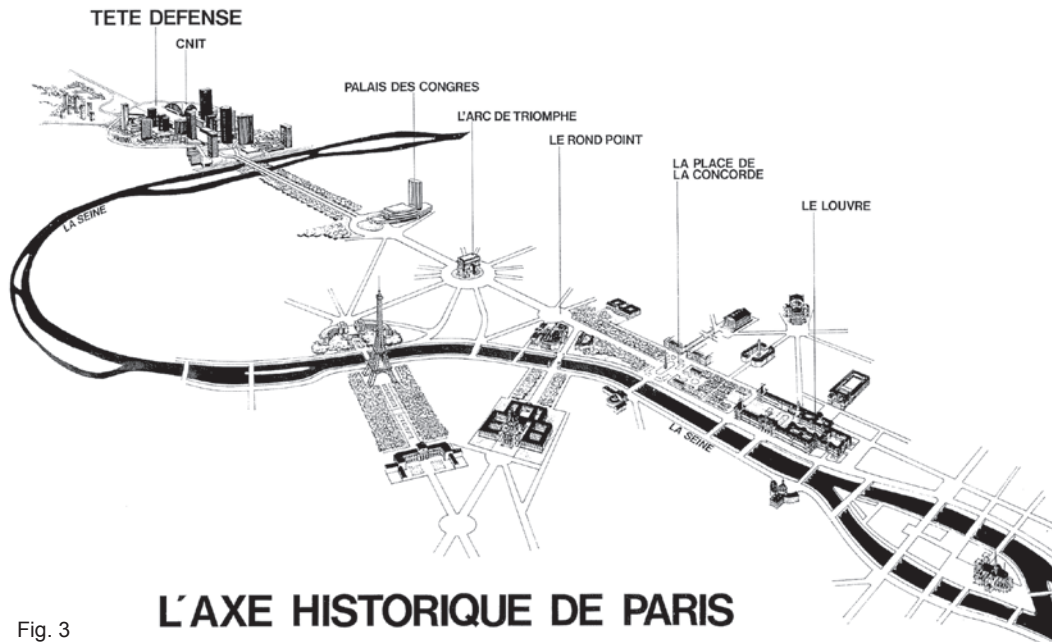 TETE DEFENSE
CNIT
PALAIS DES CONGRES
L'ARC DE TRIOMPHE
LE ROND POINT
LA PLACE DE
LA CONCORDE
LE LOUVRE
LA SEINE
LA SEINE
L'AXE HISTORIQUE DE PARIS
Fig. 3